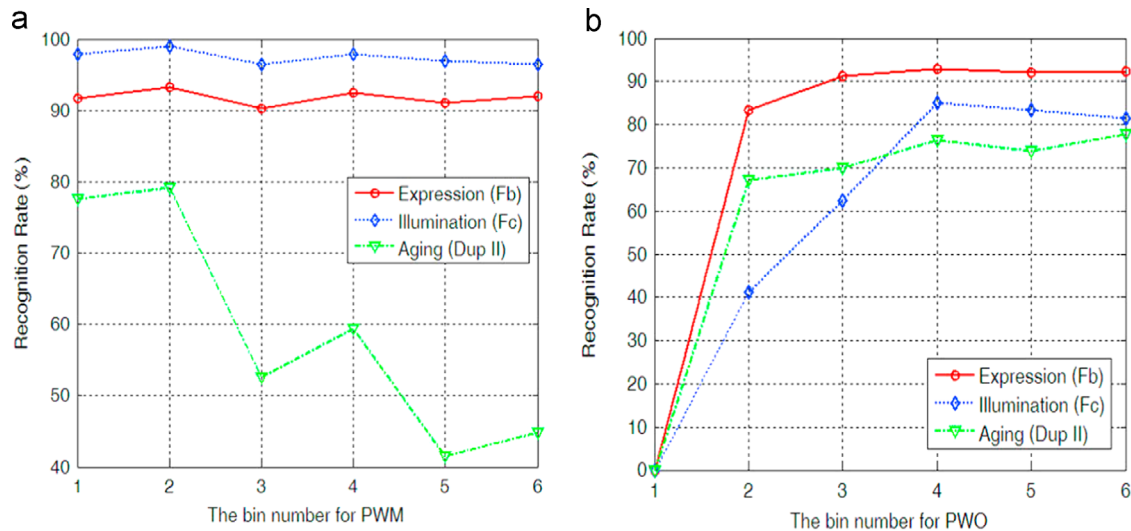 a
100
90
80
70
60
50
40
1 2 3 4 5 6
Recognition Rate (%)
The bin number for PWM
Expression (Fb)
Illumination (Fc)
Aging (Dup II)
b
100
90
80
70
60
50
40
30
20
10
0
1 2 3 4 5 6
Recognition Rate (%)
The bin number for PWO
Expression (Fb)
Illumination (Fc)
Aging (Dup II)